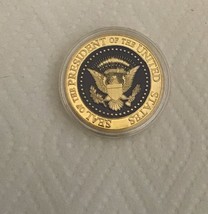 SEAL OF THE PRESIDENT OF THE UNITED STATES